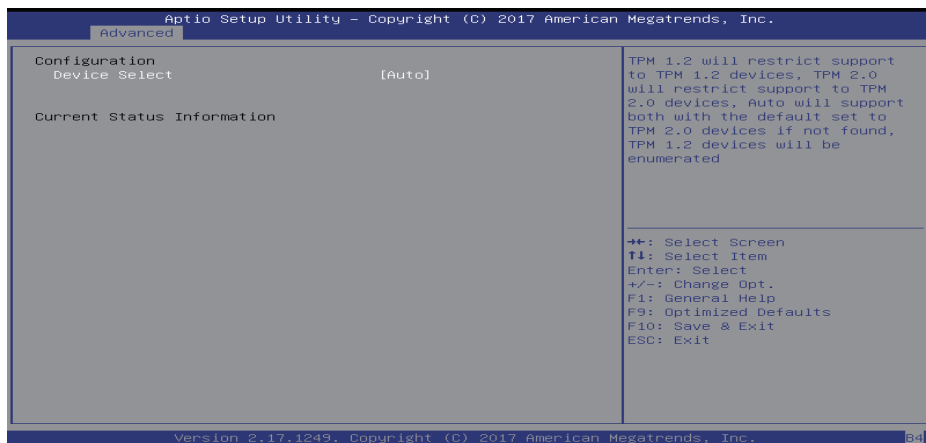 Aptio Setup Utility – Copyright (C) 2017 American Megatrends, Inc.
Advanced
Configuration
Device Select [Auto]
Current Status Information
TPM 1.2 will restrict support
to TPM 1.2 devices, TPM 2.0
will restrict support to TPM
2.0 devices, Auto will support
both with the default set to
TPM 2.0 devices if not found,
TPM 1.2 devices will be
enumerated
→←: Select Screen
↑↓: Select Item
Enter: Select
+/-: Change Opt.
F1: General Help
F9: Optimized Defaults
F10: Save & Exit
ESC: Exit
Version 2.17.1249. Copyright (C) 2017 American Megatrends, Inc.
B4